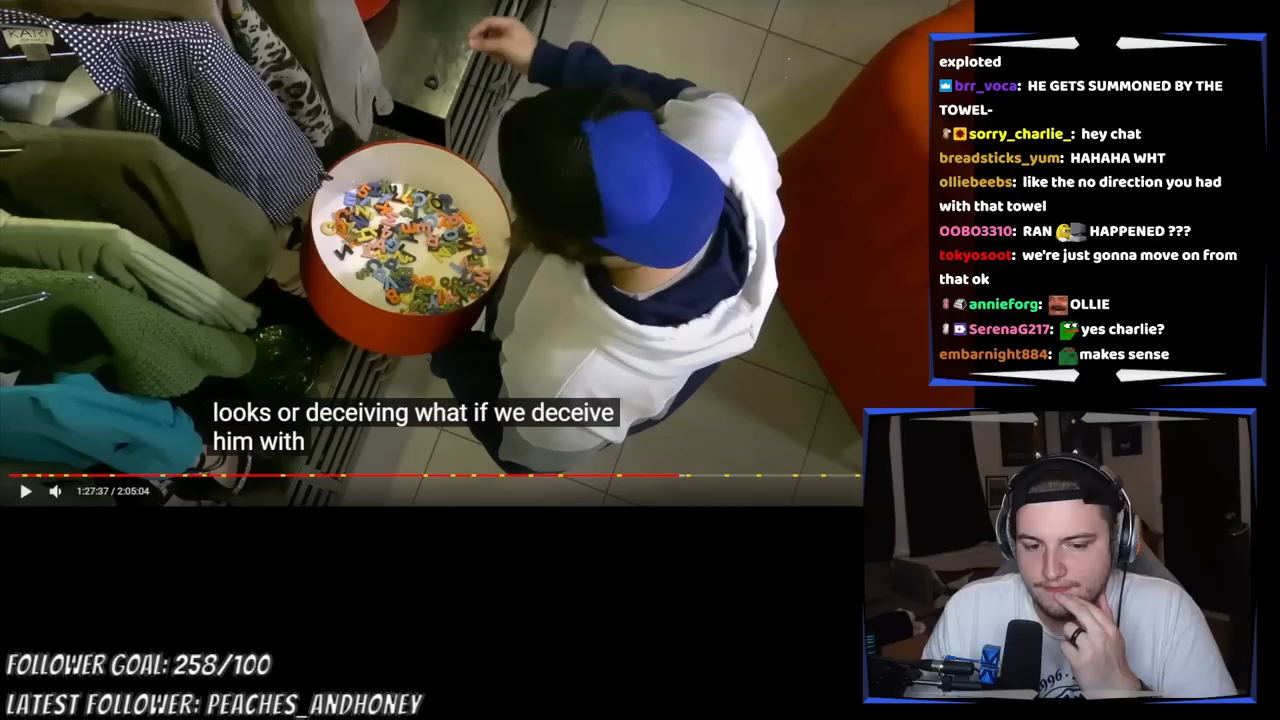 KARI
exploted
brr_voca: HE GETS SUMMONED BY THE
TOWEL-
sorry_charlie_: hey chat
breadsticks_yum: HAHAHA WHT
olliebeebs: like the no direction you had
with that towel
OOBO3310: RAN HAPPENED ???
tokyosoot: we're just gonna move on from
that ok
annieforg: OLLIE
SerenaG217: yes charlie?
embarnight884: makes sense
looks or deceiving what if we deceive
him with
1:27:37 / 2:05:04
1996.
FOLLOWER GOAL: 258/100
LATEST FOLLOWER: PEACHES_ANDHONEY